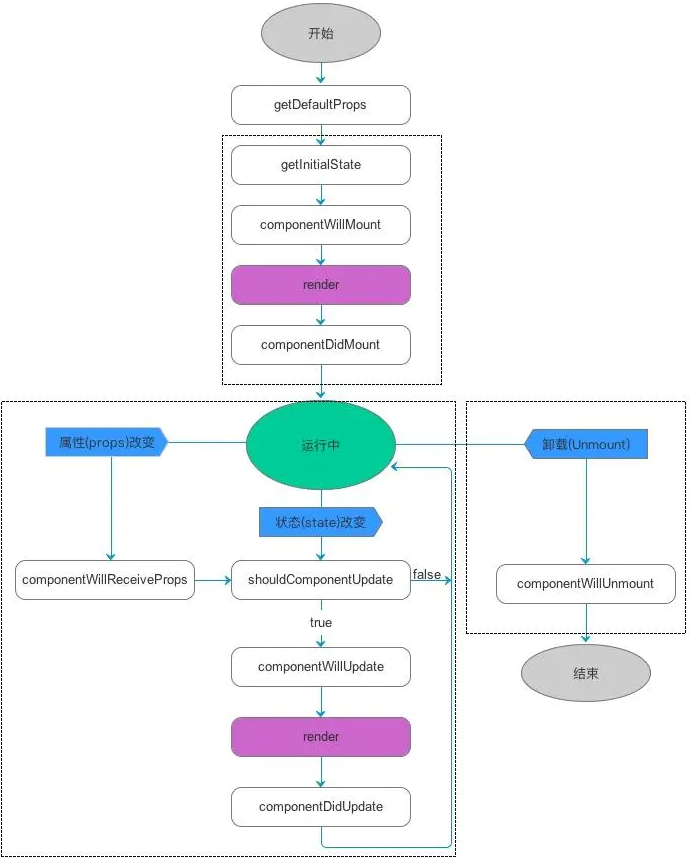 开始
getDefaultProps
getInitialState
componentWillMount
render
componentDidMount
属性(props)改变
运行中
卸载(Unmount)
状态(state)改变
componentWillReceiveProps
shouldComponentUpdate
false
componentWillUnmount
true
componentWillUpdate
结束
render
componentDidUpdate